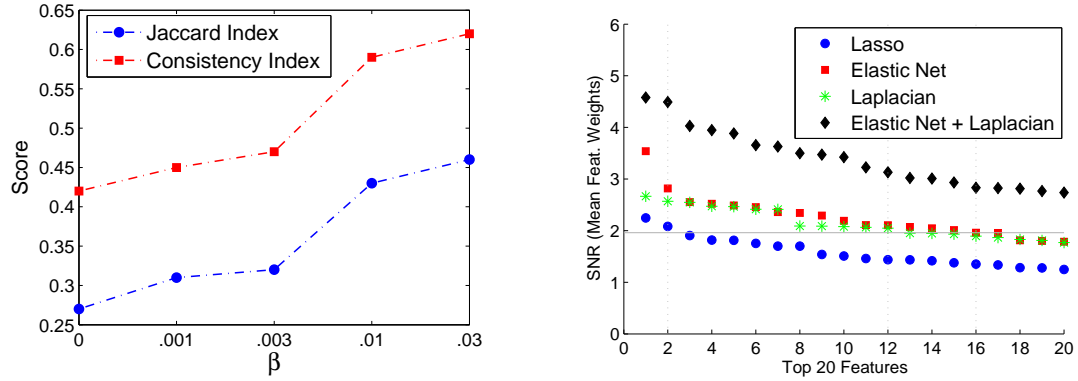 Score
0.65
0.6
0.55
0.5
0.45
0.4
0.35
0.3
0.25
Jaccard Index
Consistency Index
0 .001 .003 .01 .03
β
SNR (Mean Feat. Weights)
6
5
4
3
2
1
0
Lasso
Elastic Net
Laplacian
Elastic Net + Laplacian
0 2 4 6 8 10 12 14 16 18 20
Top 20 Features